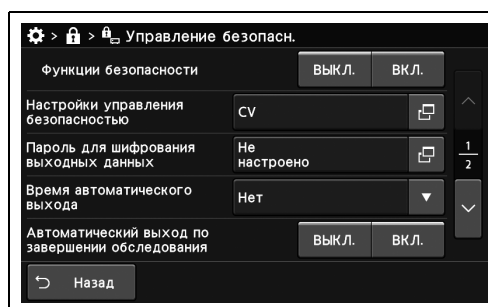 > > Управление безопасн.
Функции безопасности ВЫКЛ. ВКЛ.
Настройки управления
безопасностью
CV
Пароль для шифрования
выходных данных
Не
настроено
1
2
Время автоматического
выхода
Нет
Автоматический выход по
завершении обследования
ВЫКЛ. ВКЛ.
Назад